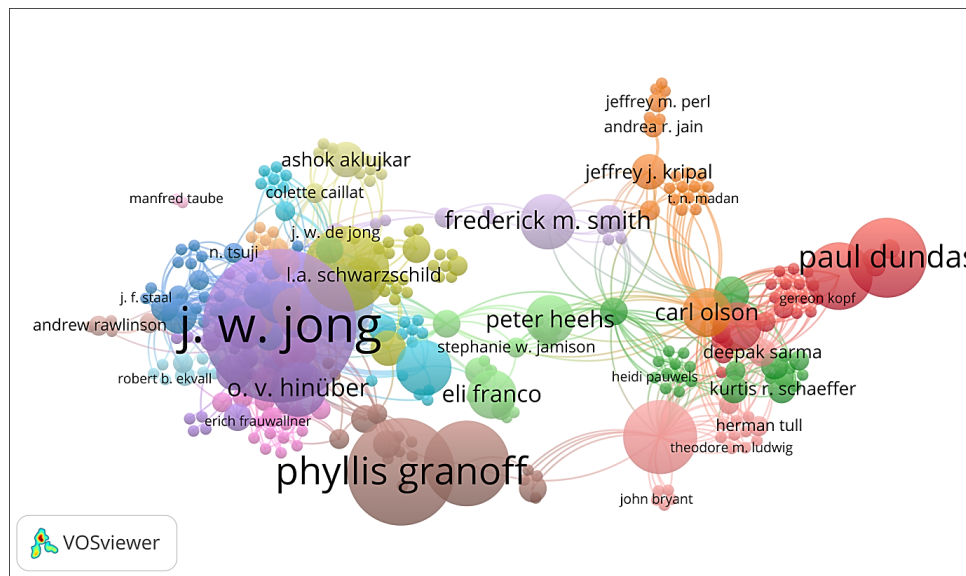 jeffrey m. perl
andrea r. jain
ashok aklujkar
jeffrey j. kripal
colette caillat
manfred taube
t. n. madan
frederick m. smith
j. w. de jong
n. tsuji
paul dundas
l.a. schwarzschild
j. f. staal
gereon kopf
carl olson
peter heehs
andrew rawlinson
j. w. jong
stephanie w. jamison
deepak sarma
robert b. ekvall
heidi pauwels
o. v. hinüber
kurtis r. schaeffer
eli franco
erich frauwallner
herman tull
theodore m. ludwig
phyllis granoff
john bryant
VOSviewer